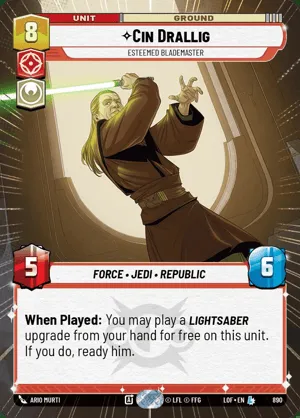 UNIT
GROUND
8
✧CIN DRALLIG
ESTEEMED BLADEMASTER
5
6
FORCE • JEDI • REPUBLIC
When Played: You may play a LIGHTSABER
upgrade from your hand for free on this unit.
If you do, ready him.
ARIO MURTI
© LFL © FFG
LOF • EN
890